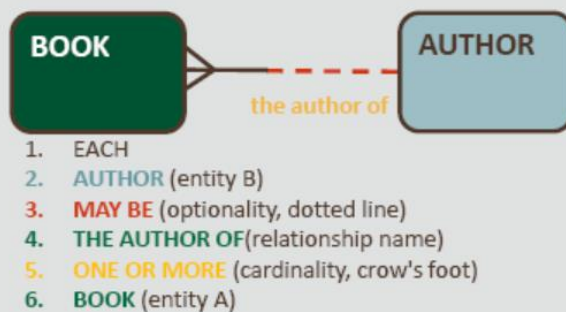 BOOK
AUTHOR
the author of
1. EACH
2. AUTHOR (entity B)
3. MAY BE (optionality, dotted line)
4. THE AUTHOR OF(relationship name)
5. ONE OR MORE (cardinality, crow's foot)
6. BOOK (entity A)